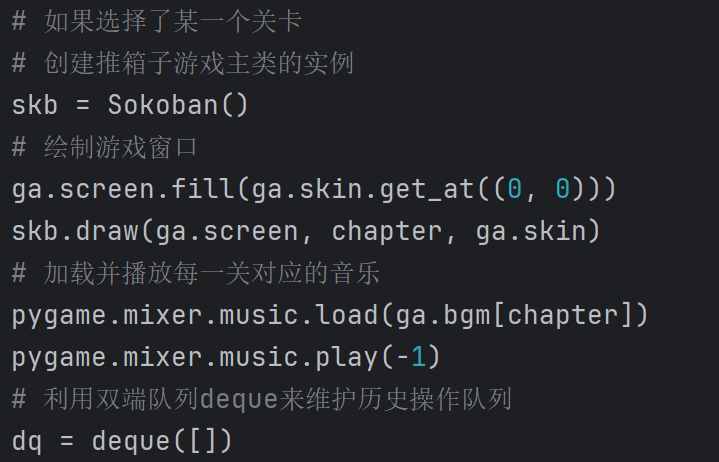 # 如果选择了某一个关卡
# 创建推箱子游戏主类的实例
skb = Sokoban()
# 绘制游戏窗口
ga.screen.fill(ga.skin.get_at((0, 0)))
skb.draw(ga.screen, chapter, ga.skin)
# 加载并播放每一关对应的音乐
pygame.mixer.music.load(ga.bgm[chapter])
pygame.mixer.music.play(-1)
# 利用双端队列deque来维护历史操作队列
dq = deque([])